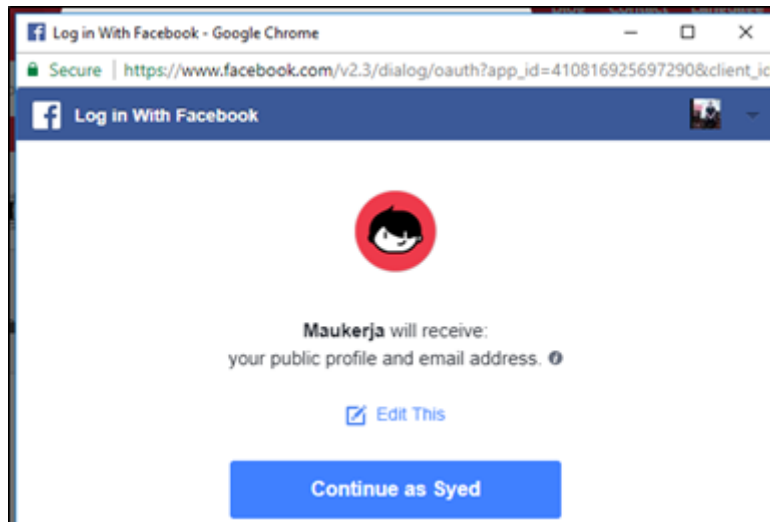 Log in With Facebook - Google Chrome
Secure | https://www.facebook.com/v2.3/dialog/oauth?app_id=410816925697290&client_id
Log in With Facebook
Maukerja will receive:
your public profile and email address.
Edit This
Continue as Syed